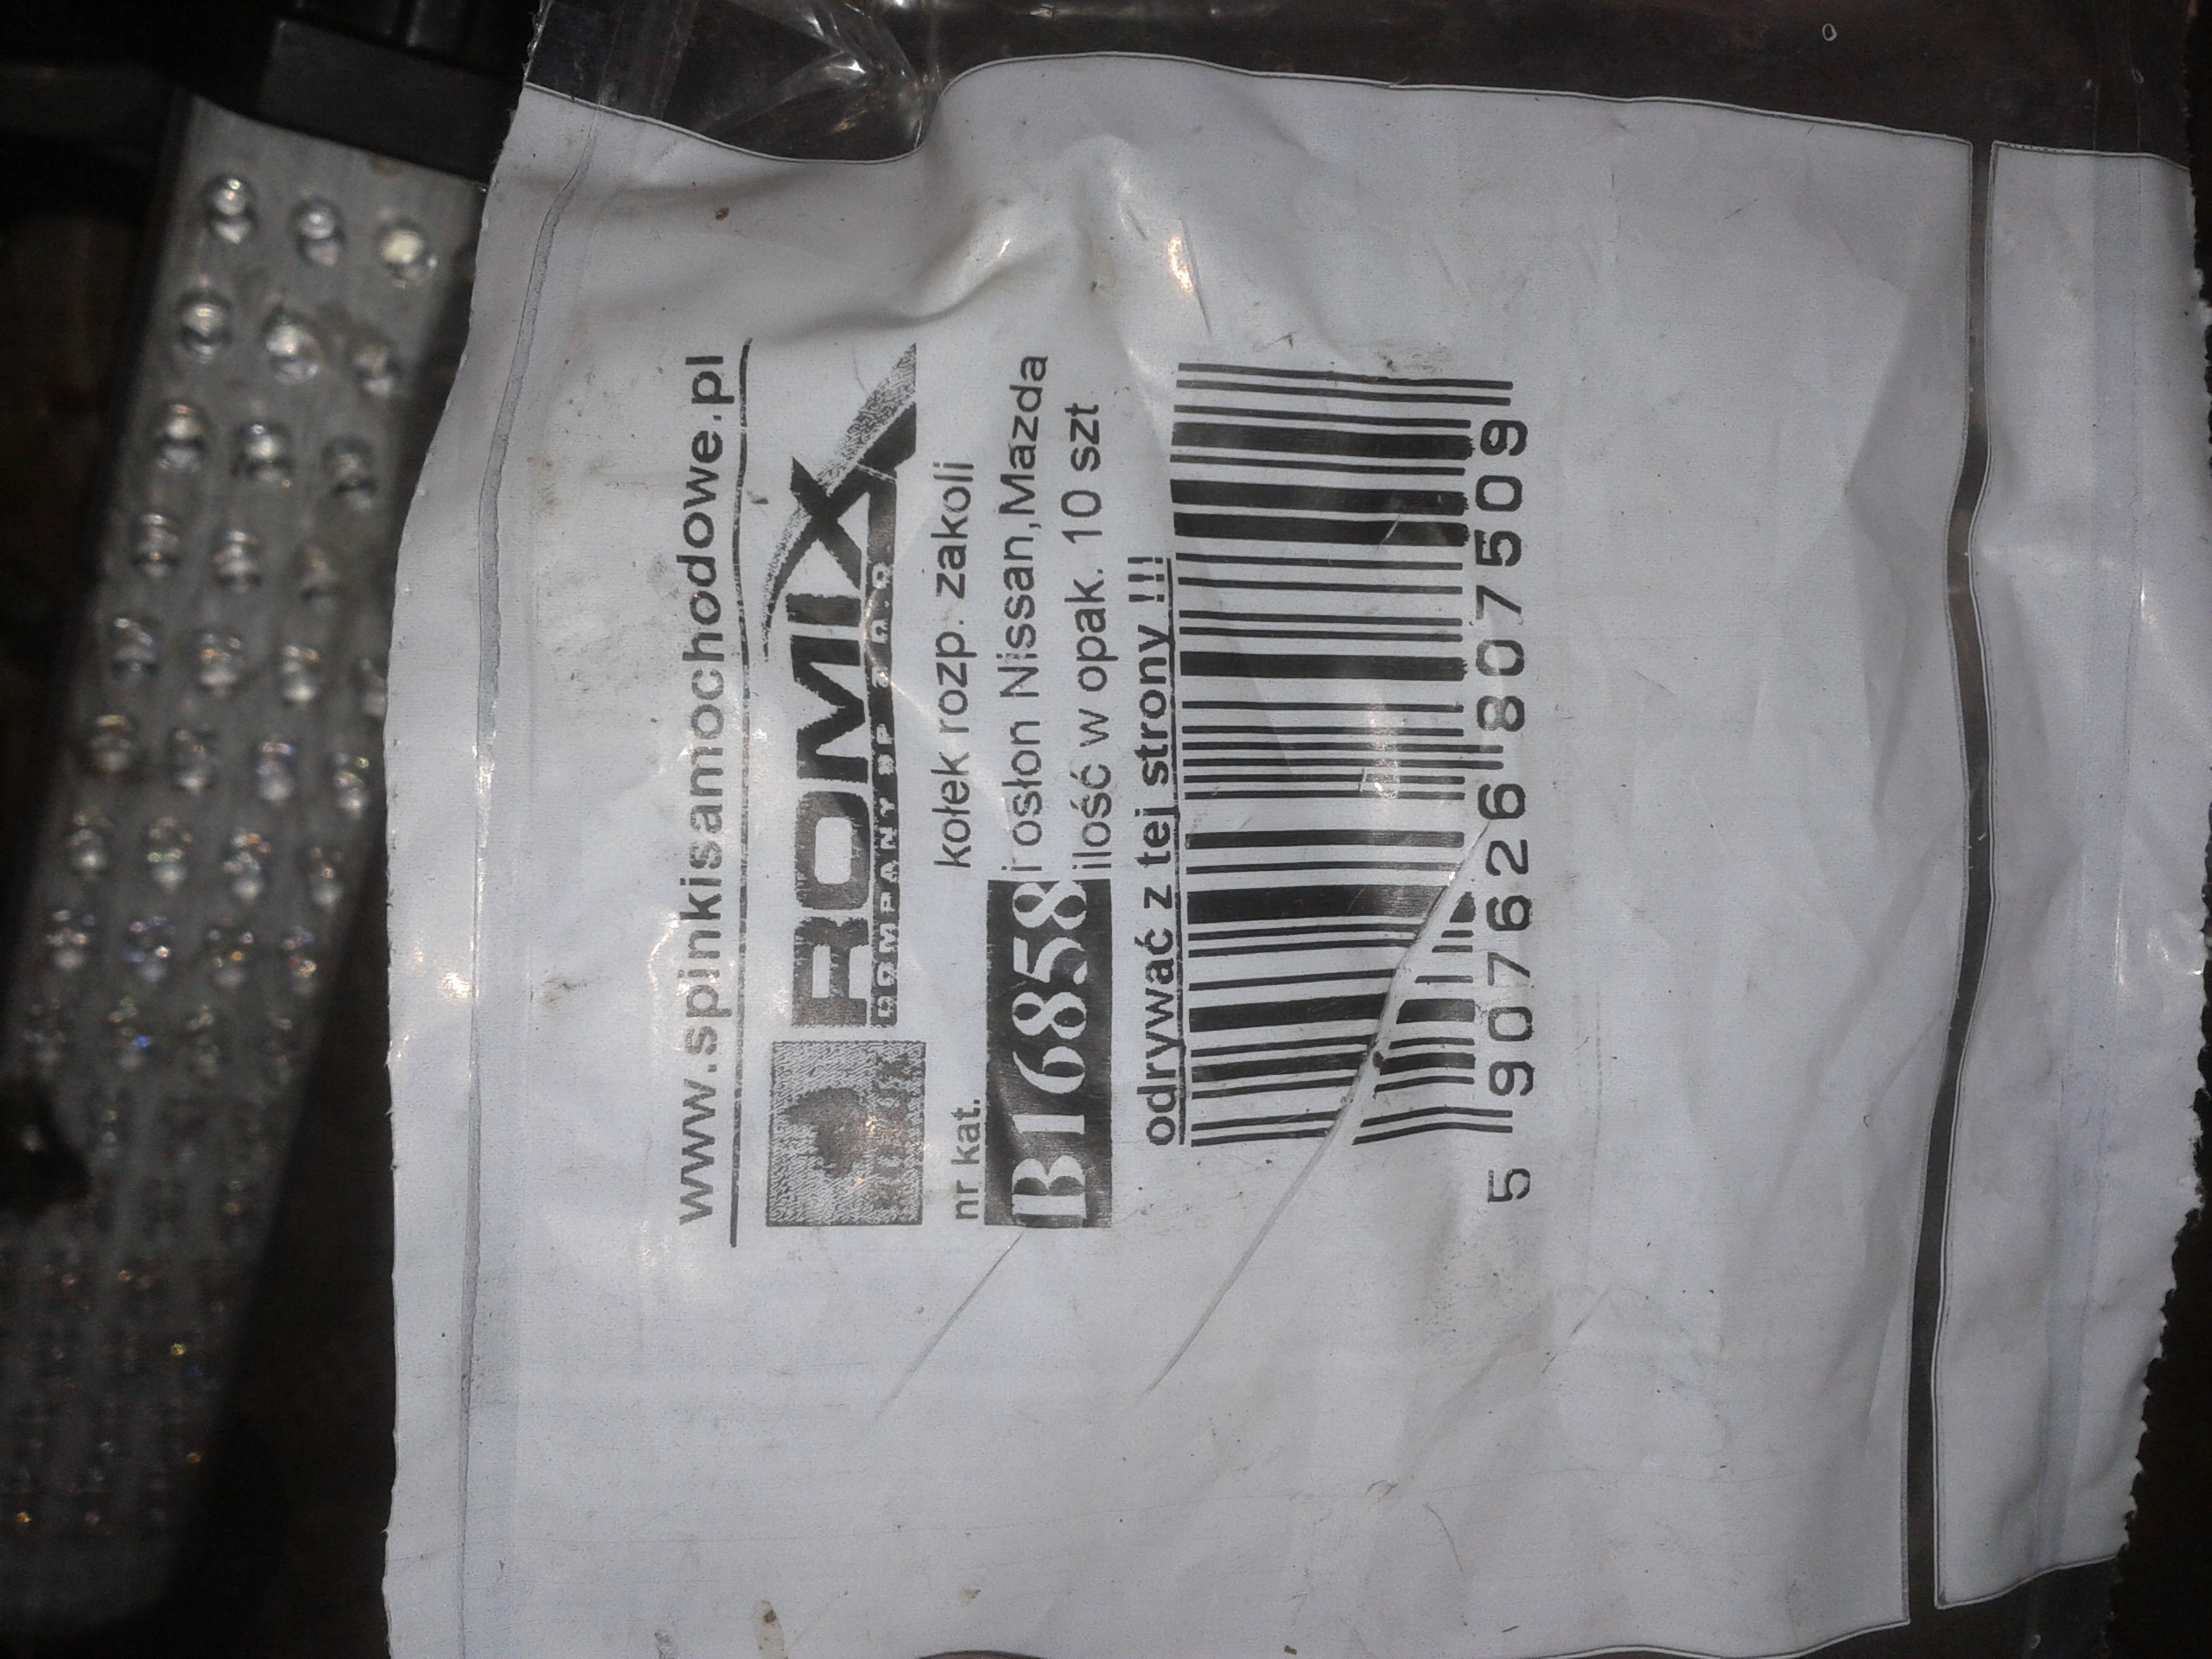 www.spinkisamochodowe.pl
ROMIX
COMPANY SP. Z O.O
nr kat.
kołek rozp. zakoli
B16858
i osłon Nissan,Mazda
ilość w opak. 10 szt
odrywać z tej strony !!!
5 907626 807509